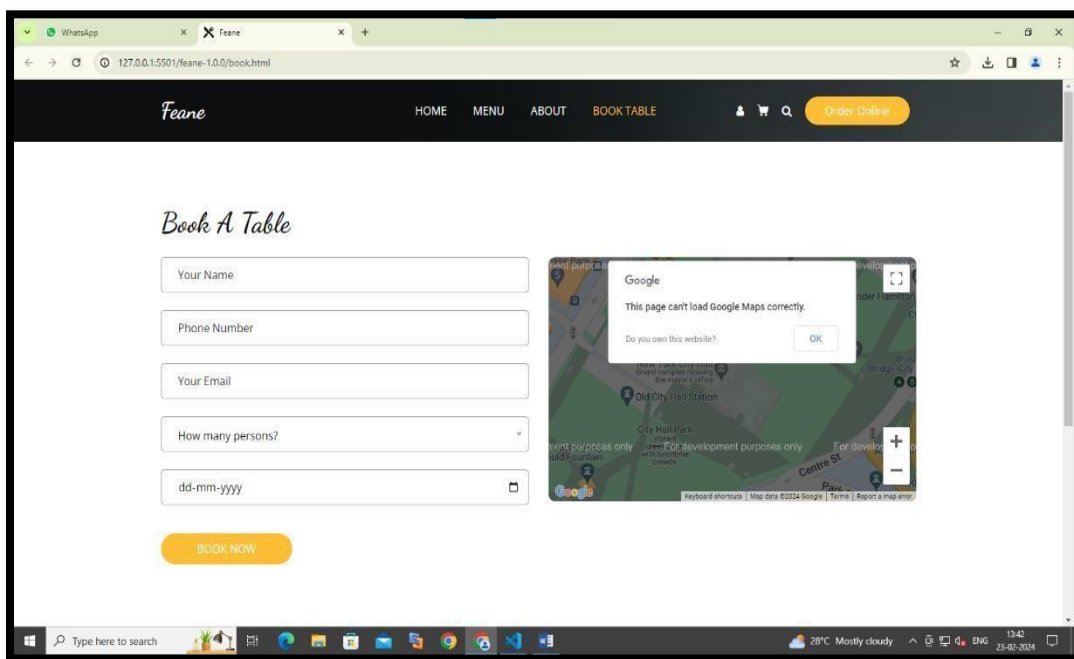 WhatsApp
Feane
127.0.0.1:5501/feane-1.0.0/book.html
Feane
HOME MENU ABOUT BOOK TABLE
Order Online
Book A Table
Your Name
Phone Number
Your Email
How many persons?
dd-mm-yyyy
BOOK NOW
Google
This page can't load Google Maps correctly.
Do you own this website?
OK
Old City Hall Station
City Hall Park
For development purposes only
Centre St
Google
Keyboard shortcuts Map data ©2024 Google Terms Report a map error
Type here to search
28°C Mostly cloudy
ENG
13:42
23-02-2024